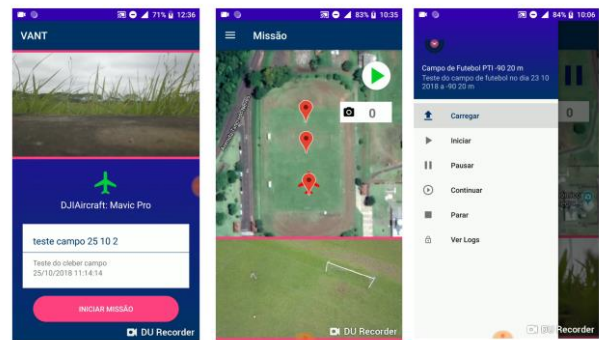 71% 12:36
VANT
DJIAircraft: Mavic Pro
teste campo 25 10 2
Teste do cleber campo
25/10/2018 11:14:14
INICIAR MISSÃO
DU Recorder
83% 10:35
Missão
0
DU Recorder
84% 10:06
Campo de Futebol PTI -90 20 m
Teste do campo de futebol no dia 23 10
2018 a -90 20 m
Carregar
Iniciar
Pausar
Continuar
Parar
Ver Logs
0
DU Recorder